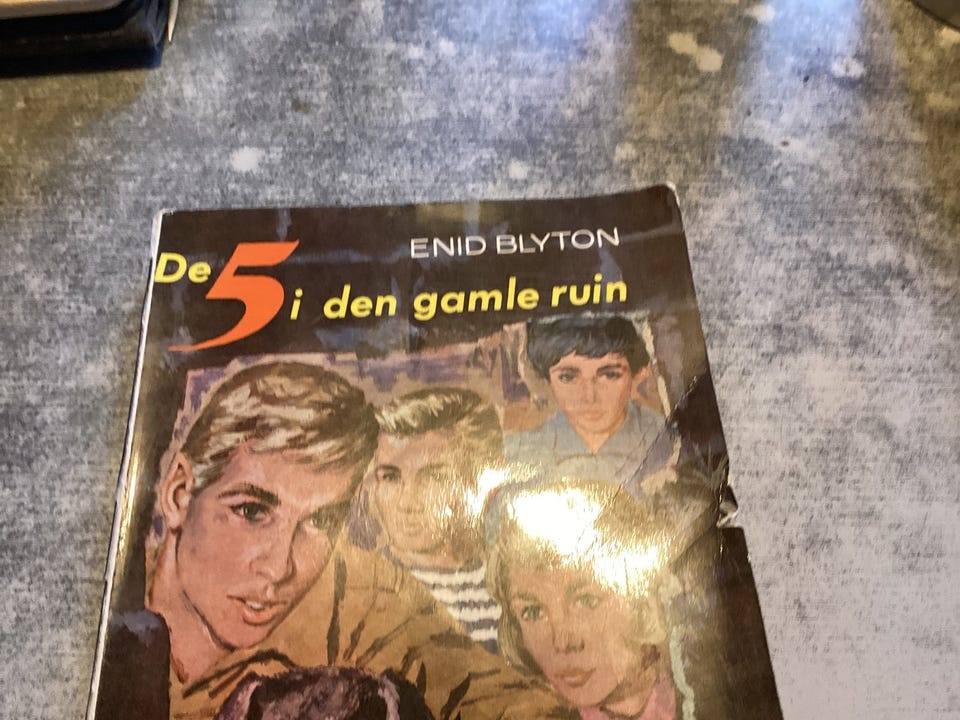 ENID BLYTON
De 5 i den gamle ruin